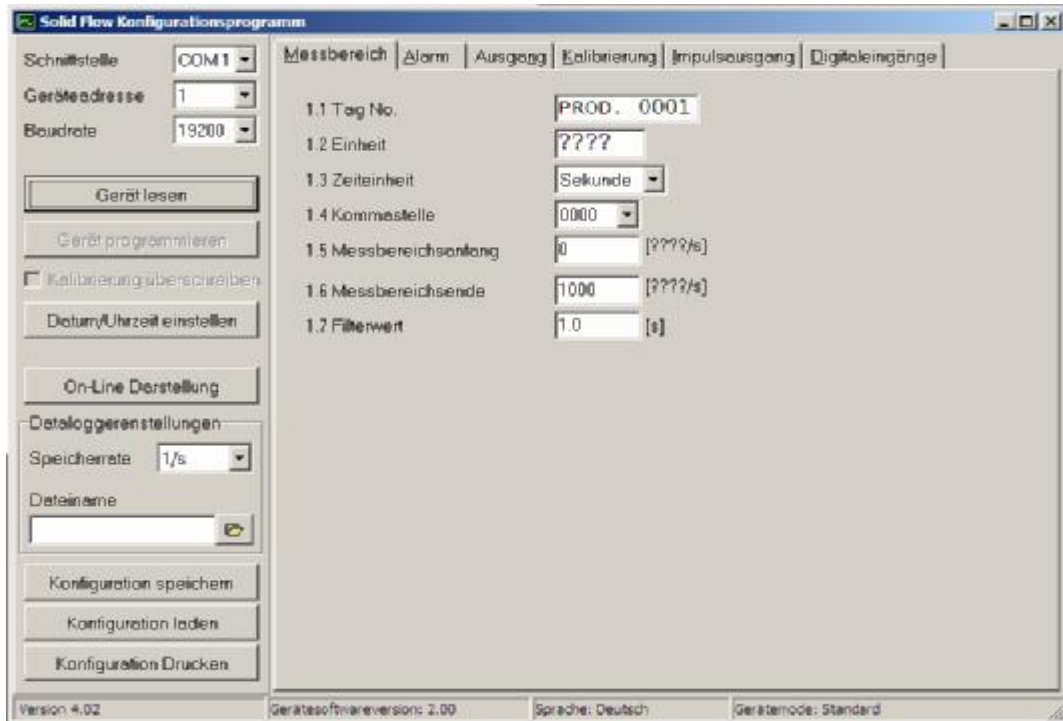 Solid Flow Konfigurationsprogramm
Schnittstelle COM1
Geräteadresse 1
Baudrate 19200
Gerät lesen
Gerät programmieren
Kalibrierung überschreiben
Datum/Uhrzeit einstellen
On-Line Darstellung
Dataloggerenstellungen
Speicherrate 1/s
Dateiname
Konfiguration speichern
Konfiguration laden
Konfiguration Drucken
Messbereich Alarm Ausgang Kalibrierung Impulsausgang Digitaleingänge
1.1 Tag No. PROD. 0001
1.2 Einheit ????
1.3 Zeiteinheit Sekunde
1.4 Kommastelle 0000
1.5 Messbereichsanfang 0 [????/s]
1.6 Messbereichsende 1000 [????/s]
1.7 Filterwert 1.0 [s]
Version 4.02 Gerätesoftwareversion: 2.00 Sprache: Deutsch Gerätemode: Standard